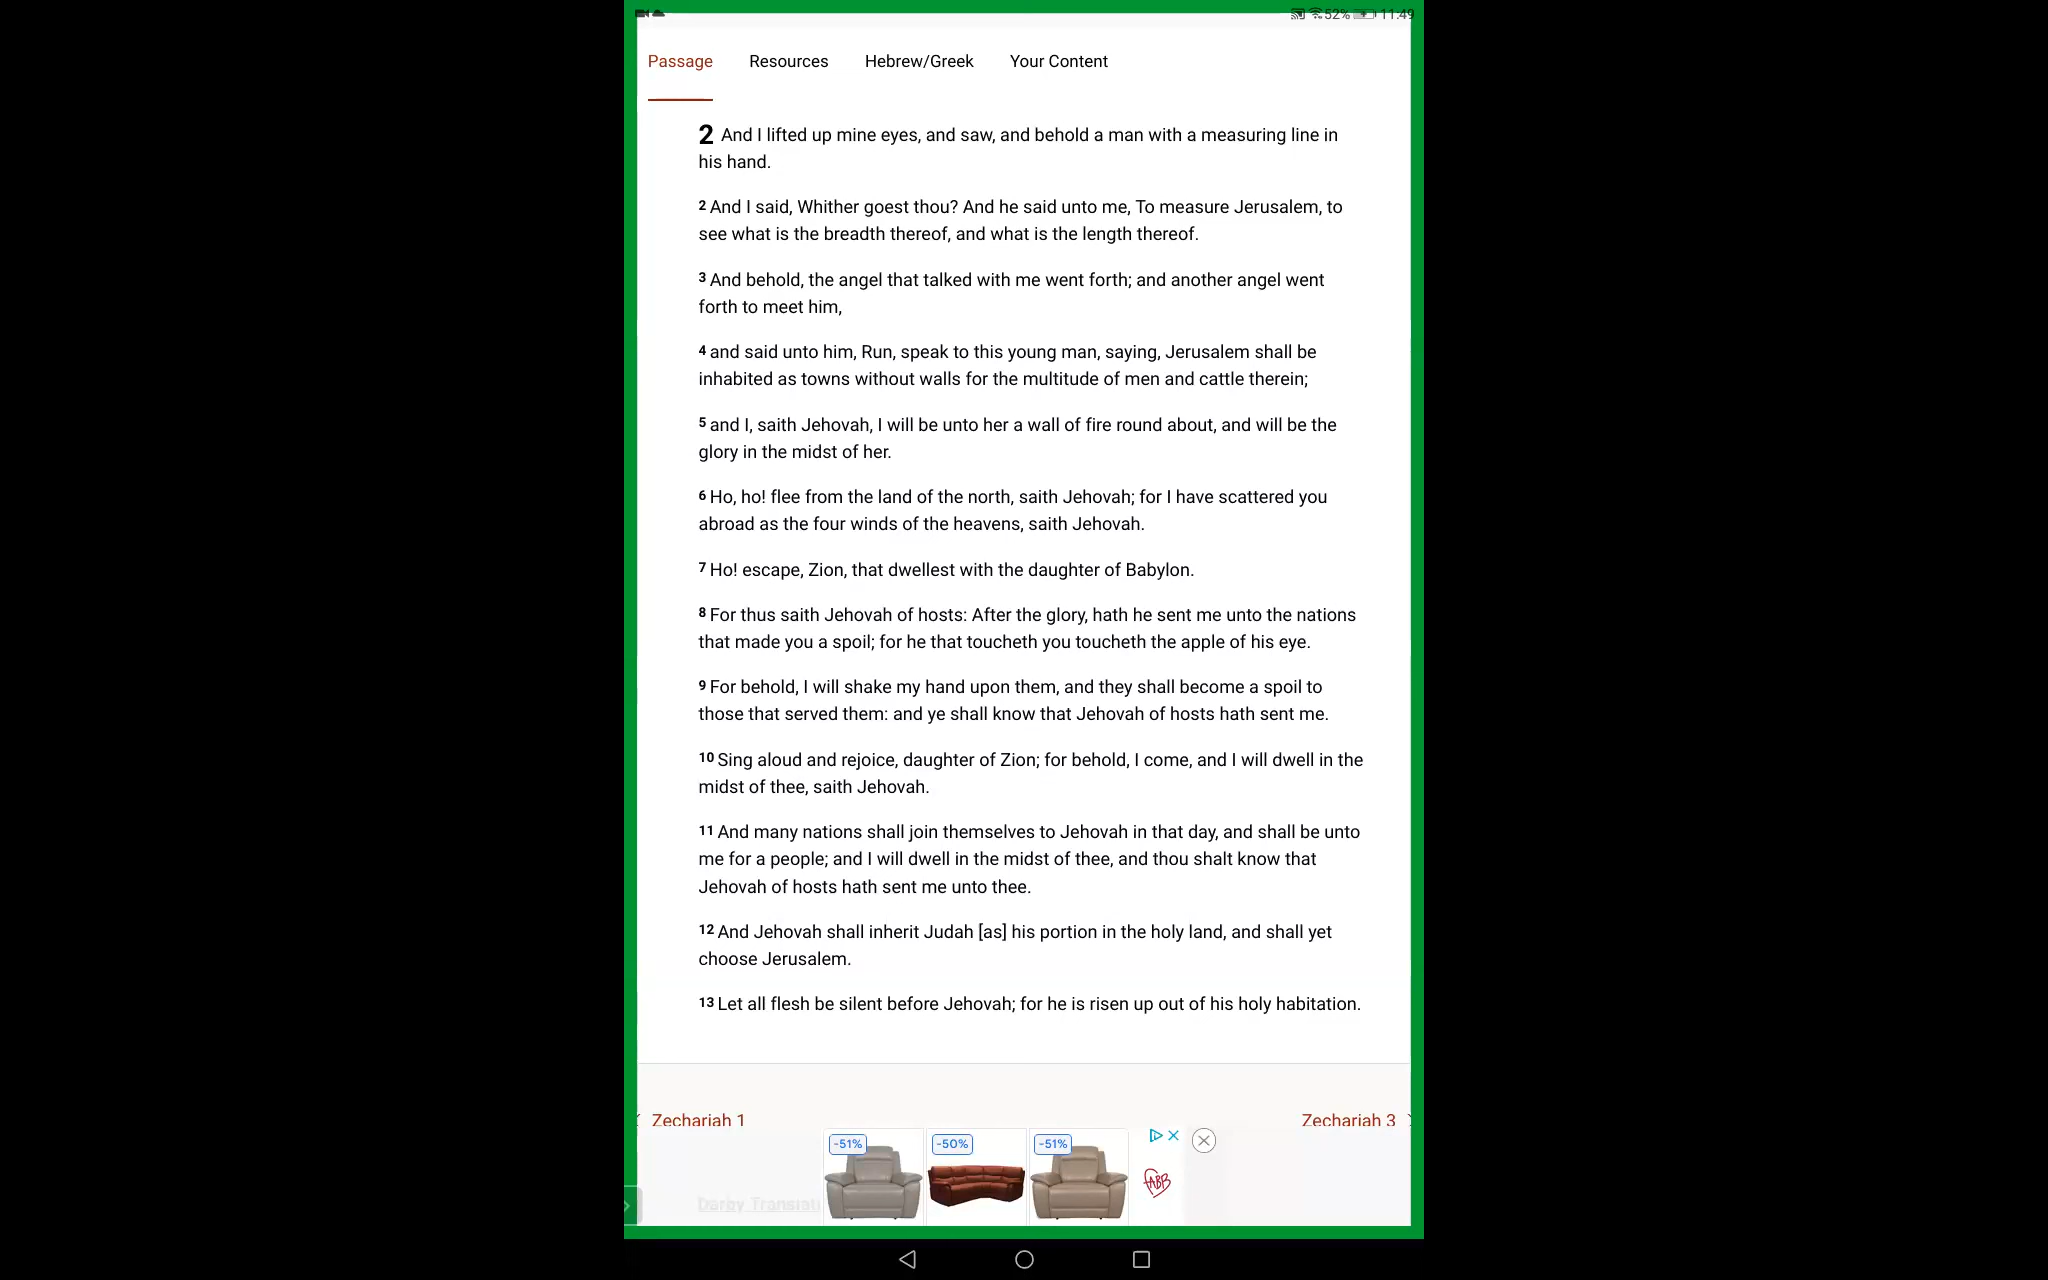 52% 11:49
Passage Resources Hebrew/Greek Your Content
2 And I lifted up mine eyes, and saw, and behold a man with a measuring line in
his hand.
2 And I said, Whither goest thou? And he said unto me, To measure Jerusalem, to
see what is the breadth thereof, and what is the length thereof.
3 And behold, the angel that talked with me went forth; and another angel went
forth to meet him,
4 and said unto him, Run, speak to this young man, saying, Jerusalem shall be
inhabited as towns without walls for the multitude of men and cattle therein;
5 and I, saith Jehovah, I will be unto her a wall of fire round about, and will be the
glory in the midst of her.
6 Ho, ho! flee from the land of the north, saith Jehovah; for I have scattered you
abroad as the four winds of the heavens, saith Jehovah.
7 Ho! escape, Zion, that dwellest with the daughter of Babylon.
8 For thus saith Jehovah of hosts: After the glory, hath he sent me unto the nations
that made you a spoil; for he that toucheth you toucheth the apple of his eye.
9 For behold, I will shake my hand upon them, and they shall become a spoil to
those that served them: and ye shall know that Jehovah of hosts hath sent me.
10 Sing aloud and rejoice, daughter of Zion; for behold, I come, and I will dwell in the
midst of thee, saith Jehovah.
11 And many nations shall join themselves to Jehovah in that day, and shall be unto
me for a people; and I will dwell in the midst of thee, and thou shalt know that
Jehovah of hosts hath sent me unto thee.
12 And Jehovah shall inherit Judah [as] his portion in the holy land, and shall yet
choose Jerusalem.
13 Let all flesh be silent before Jehovah; for he is risen up out of his holy habitation.
Zechariah 1 Zechariah 3
-51% -50% -51%
Darby Translati